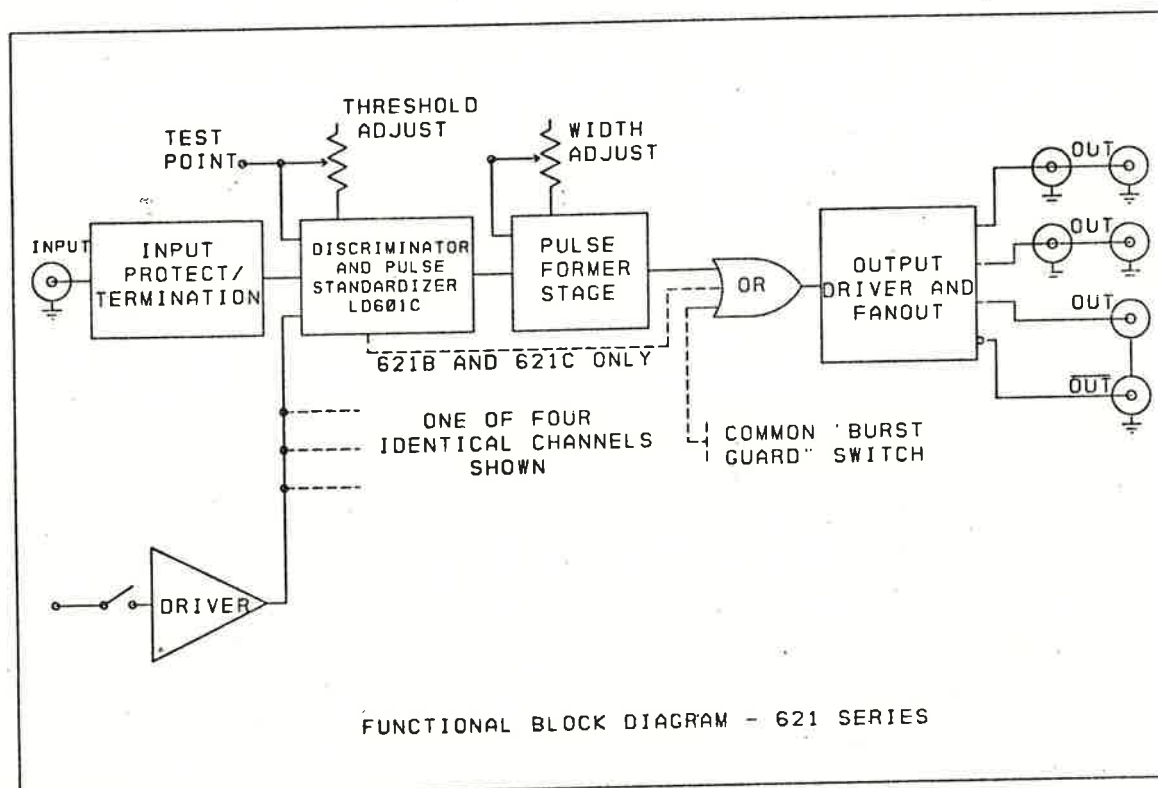 THRESHOLD
ADJUST
TEST
POINT
WIDTH
ADJUST
INPUT
INPUT
PROTECT/
TERMINATION
DISCRIMINATOR
AND PULSE
STANDARDIZER
LD601C
PULSE
FORMER
STAGE
OR
OUTPUT
DRIVER AND
FANOUT
OUT
OUT
OUT
OUT
621B AND 621C ONLY
ONE OF FOUR
IDENTICAL CHANNELS
SHOWN
COMMON 'BURST
GUARD" SWITCH
DRIVER
FUNCTIONAL BLOCK DIAGRAM - 621 SERIES